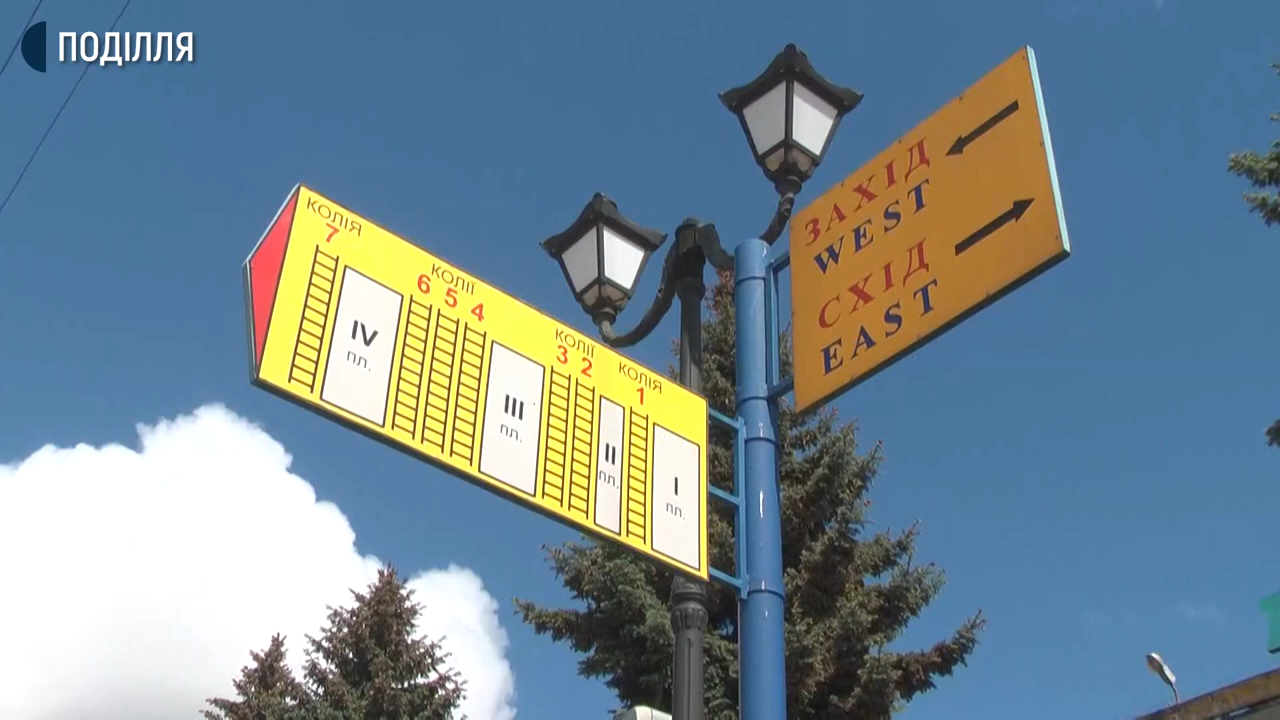 ПОДІЛЛЯ
КОЛІЯ
7
IV
пл.
КОЛІЇ
6 5 4
III
пл.
КОЛІЇ
3 2
II
пл.
КОЛІЯ
1
I
пл.
ЗАХІД
WEST
СХІД
EAST